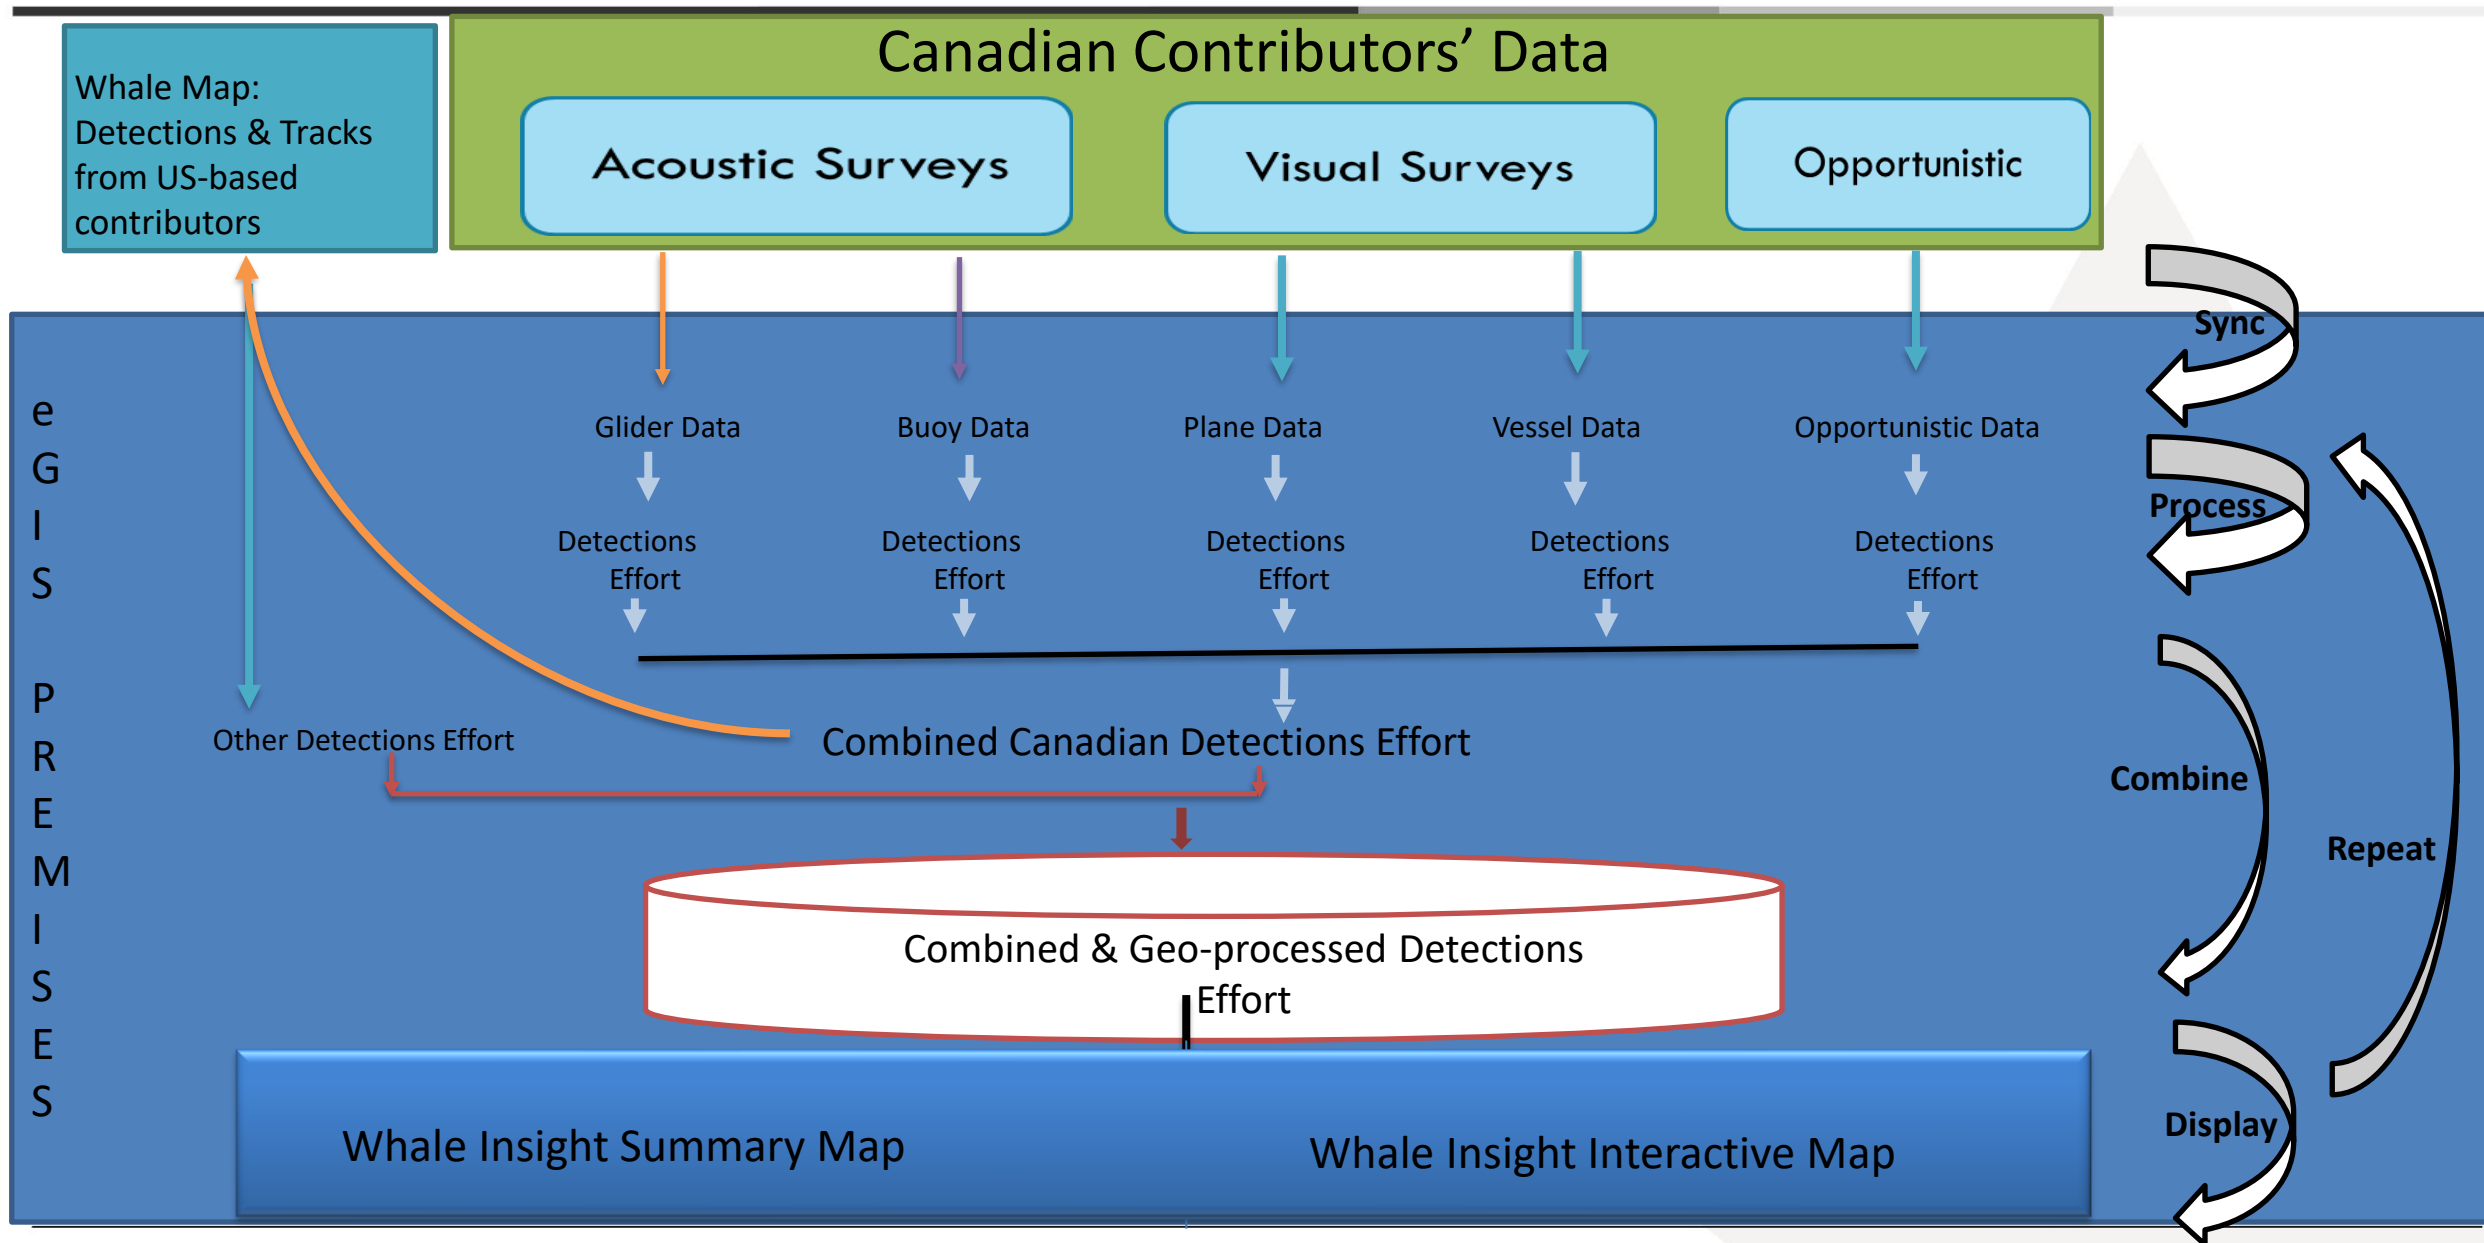 Canadian Contributors’ Data
Whale Map:
Detections & Tracks
from US-based
contributors
Acoustic Surveys
Visual Surveys
Opportunistic
Sync
eGIS PREMISES
Glider Data
Buoy Data
Plane Data
Vessel Data
Opportunistic Data
Process
Detections
Effort
Detections
Effort
Detections
Effort
Detections
Effort
Detections
Effort
Other Detections Effort
Combined Canadian Detections Effort
Combine
Repeat
Combined & Geo-processed Detections
Effort
Whale Insight Summary Map
Whale Insight Interactive Map
Display